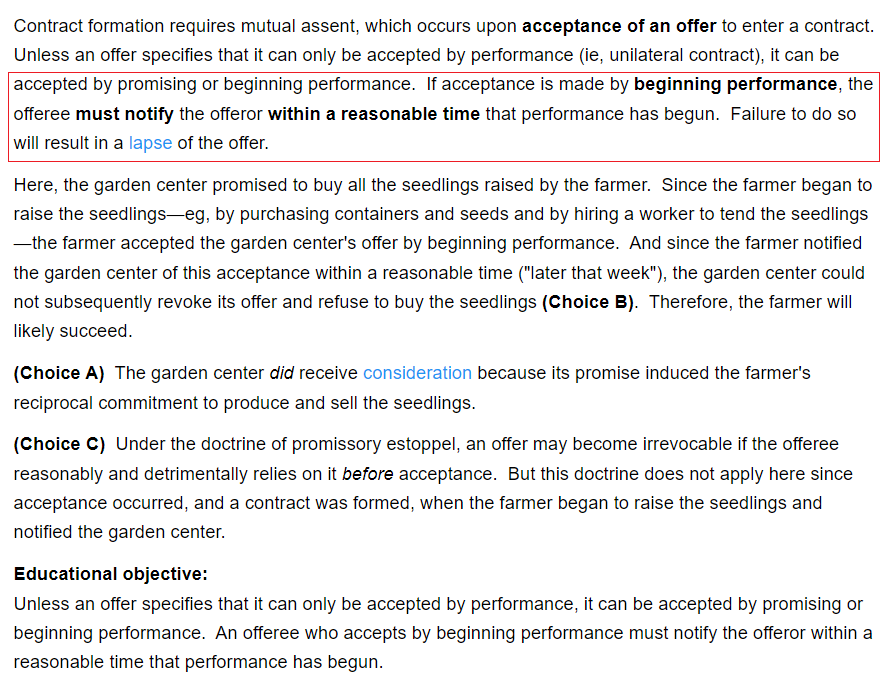 Contract formation requires mutual assent, which occurs upon acceptance of an offer to enter a contract.
Unless an offer specifies that it can only be accepted by performance (ie, unilateral contract), it can be
accepted by promising or beginning performance.  If acceptance is made by beginning performance, the
offeree must notify the offeror within a reasonable time that performance has begun.  Failure to do so
will result in a lapse of the offer.
Here, the garden center promised to buy all the seedlings raised by the farmer.  Since the farmer began to
raise the seedlings—eg, by purchasing containers and seeds and by hiring a worker to tend the seedlings
—the farmer accepted the garden center's offer by beginning performance.  And since the farmer notified
the garden center of this acceptance within a reasonable time ("later that week"), the garden center could
not subsequently revoke its offer and refuse to buy the seedlings (Choice B).  Therefore, the farmer will
likely succeed.
(Choice A)  The garden center did receive consideration because its promise induced the farmer's
reciprocal commitment to produce and sell the seedlings.
(Choice C)  Under the doctrine of promissory estoppel, an offer may become irrevocable if the offeree
reasonably and detrimentally relies on it before acceptance.  But this doctrine does not apply here since
acceptance occurred, and a contract was formed, when the farmer began to raise the seedlings and
notified the garden center.
Educational objective:
Unless an offer specifies that it can only be accepted by performance, it can be accepted by promising or
beginning performance.  An offeree who accepts by beginning performance must notify the offeror within a
reasonable time that performance has begun.